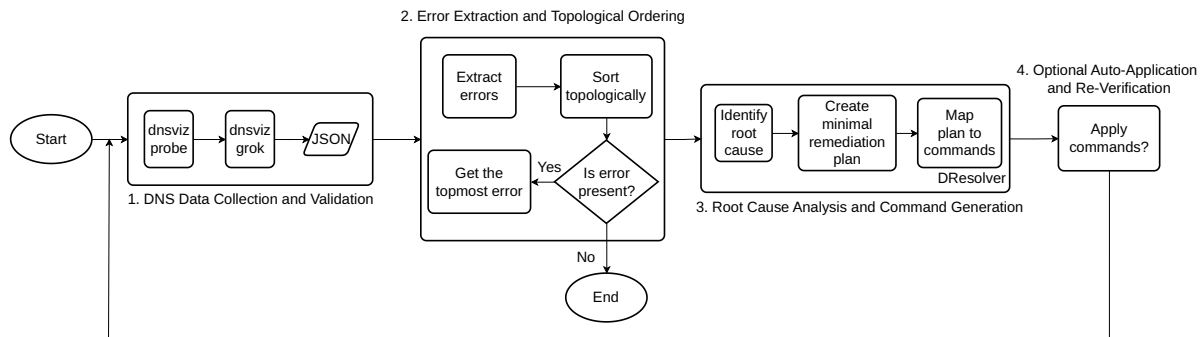 Start
dnsviz
probe
dnsviz
grok
JSON
1. DNS Data Collection and Validation
2. Error Extraction and Topological Ordering
Extract
errors
Sort
topologically
Is error
present?
Yes
Get the
topmost error
No
End
Identify
root
cause
Create
minimal
remediation
plan
Map
plan to
commands
DResolver
3. Root Cause Analysis and Command Generation
4. Optional Auto-Application
and Re-Verification
Apply
commands?